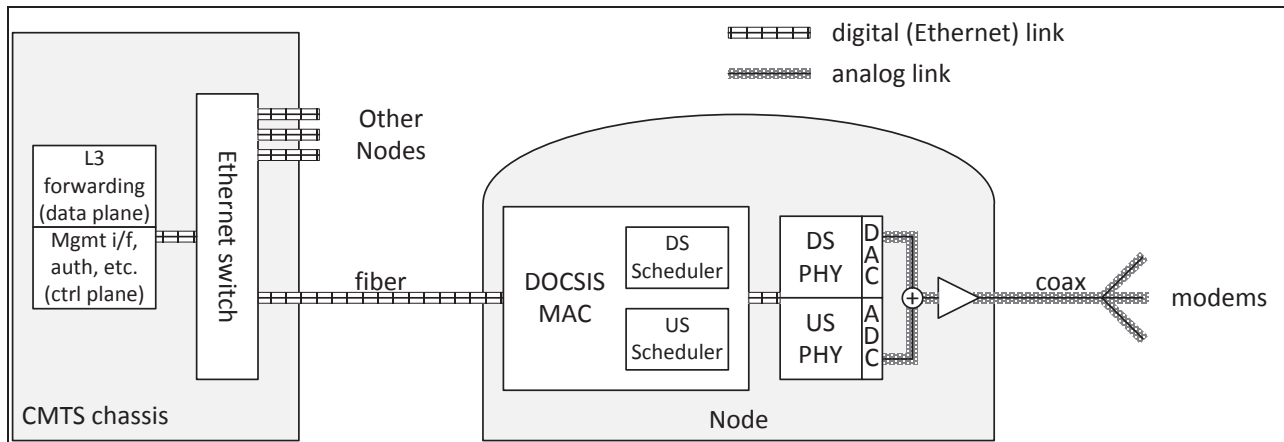 digital (Ethernet) link
analog link
Other
Nodes
L3
forwarding
(data plane)
Mgmt i/f,
auth, etc.
(ctrl plane)
Ethernet switch
CMTS chassis
fiber
DOCSIS
MAC
DS
Scheduler
US
Scheduler
DS
PHY
DAC
US
PHY
ADC
+
Node
coax
modems